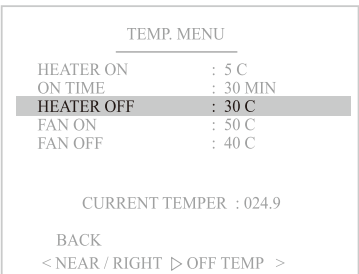 TEMP. MENU
HEATER ON : 5 C
ON TIME : 30 MIN
HEATER OFF : 30 C
FAN ON : 50 C
FAN OFF : 40 C
CURRENT TEMPER : 024.9
BACK
< NEAR / RIGHT ▷ OFF TEMP >